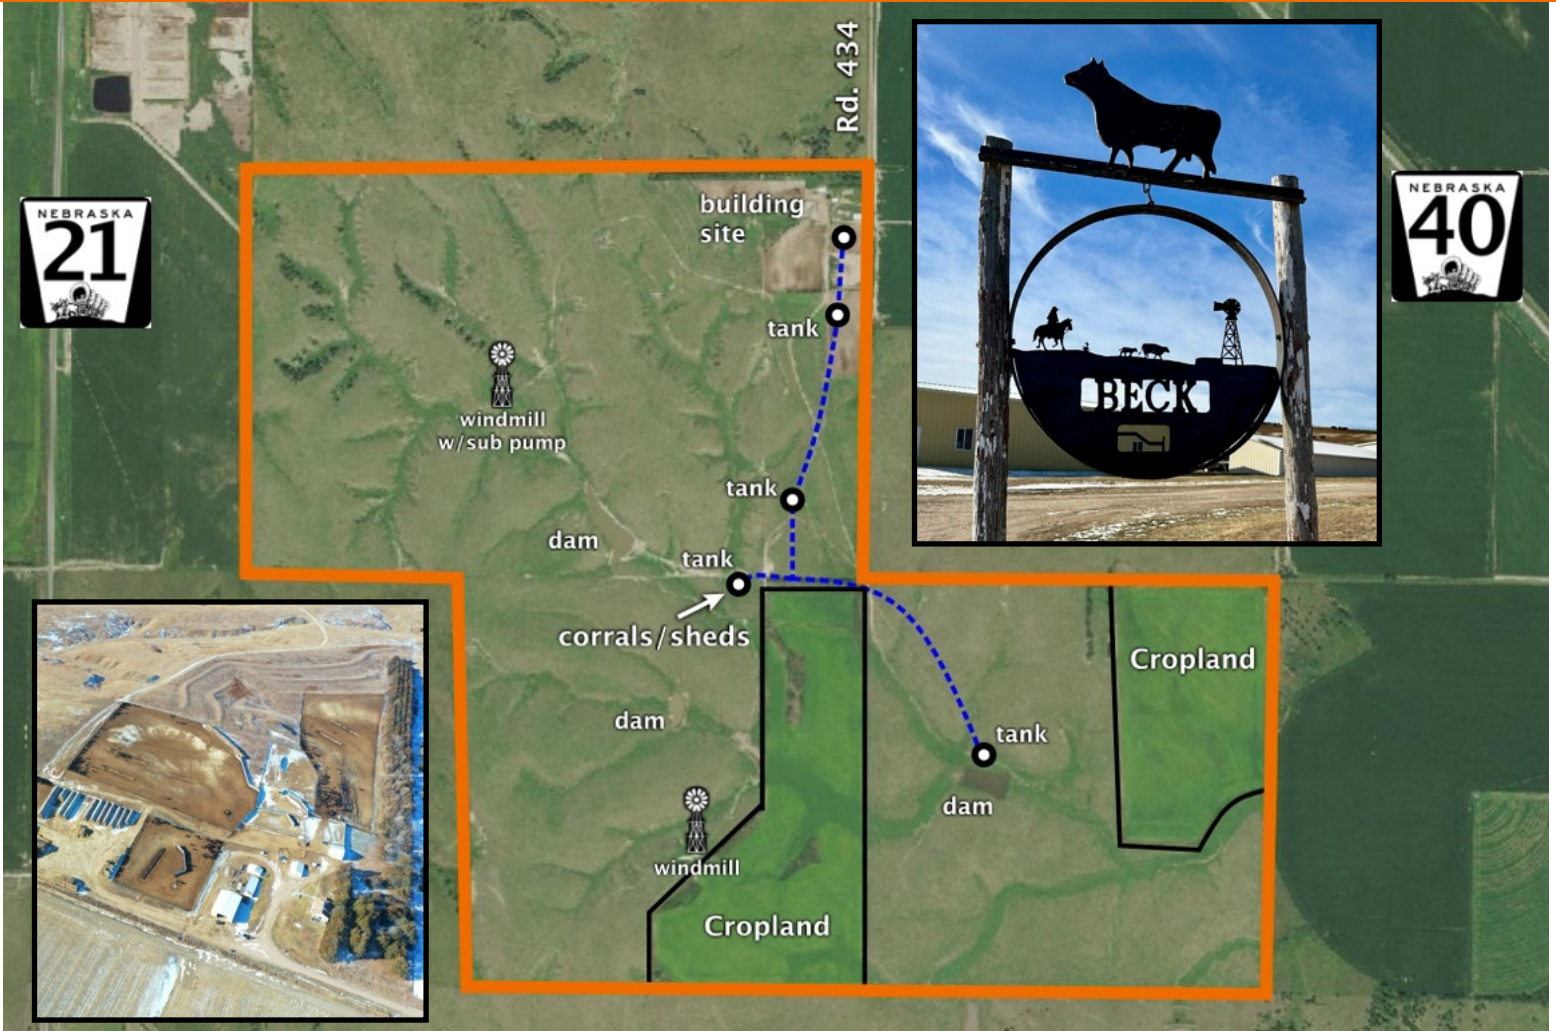 Rd. 434
NEBRASKA
21
NEBRASKA
40
building
site
tank
windmill
w/sub pump
BECK
tank
dam
tank
corrals/sheds
Cropland
dam
tank
dam
windmill
Cropland